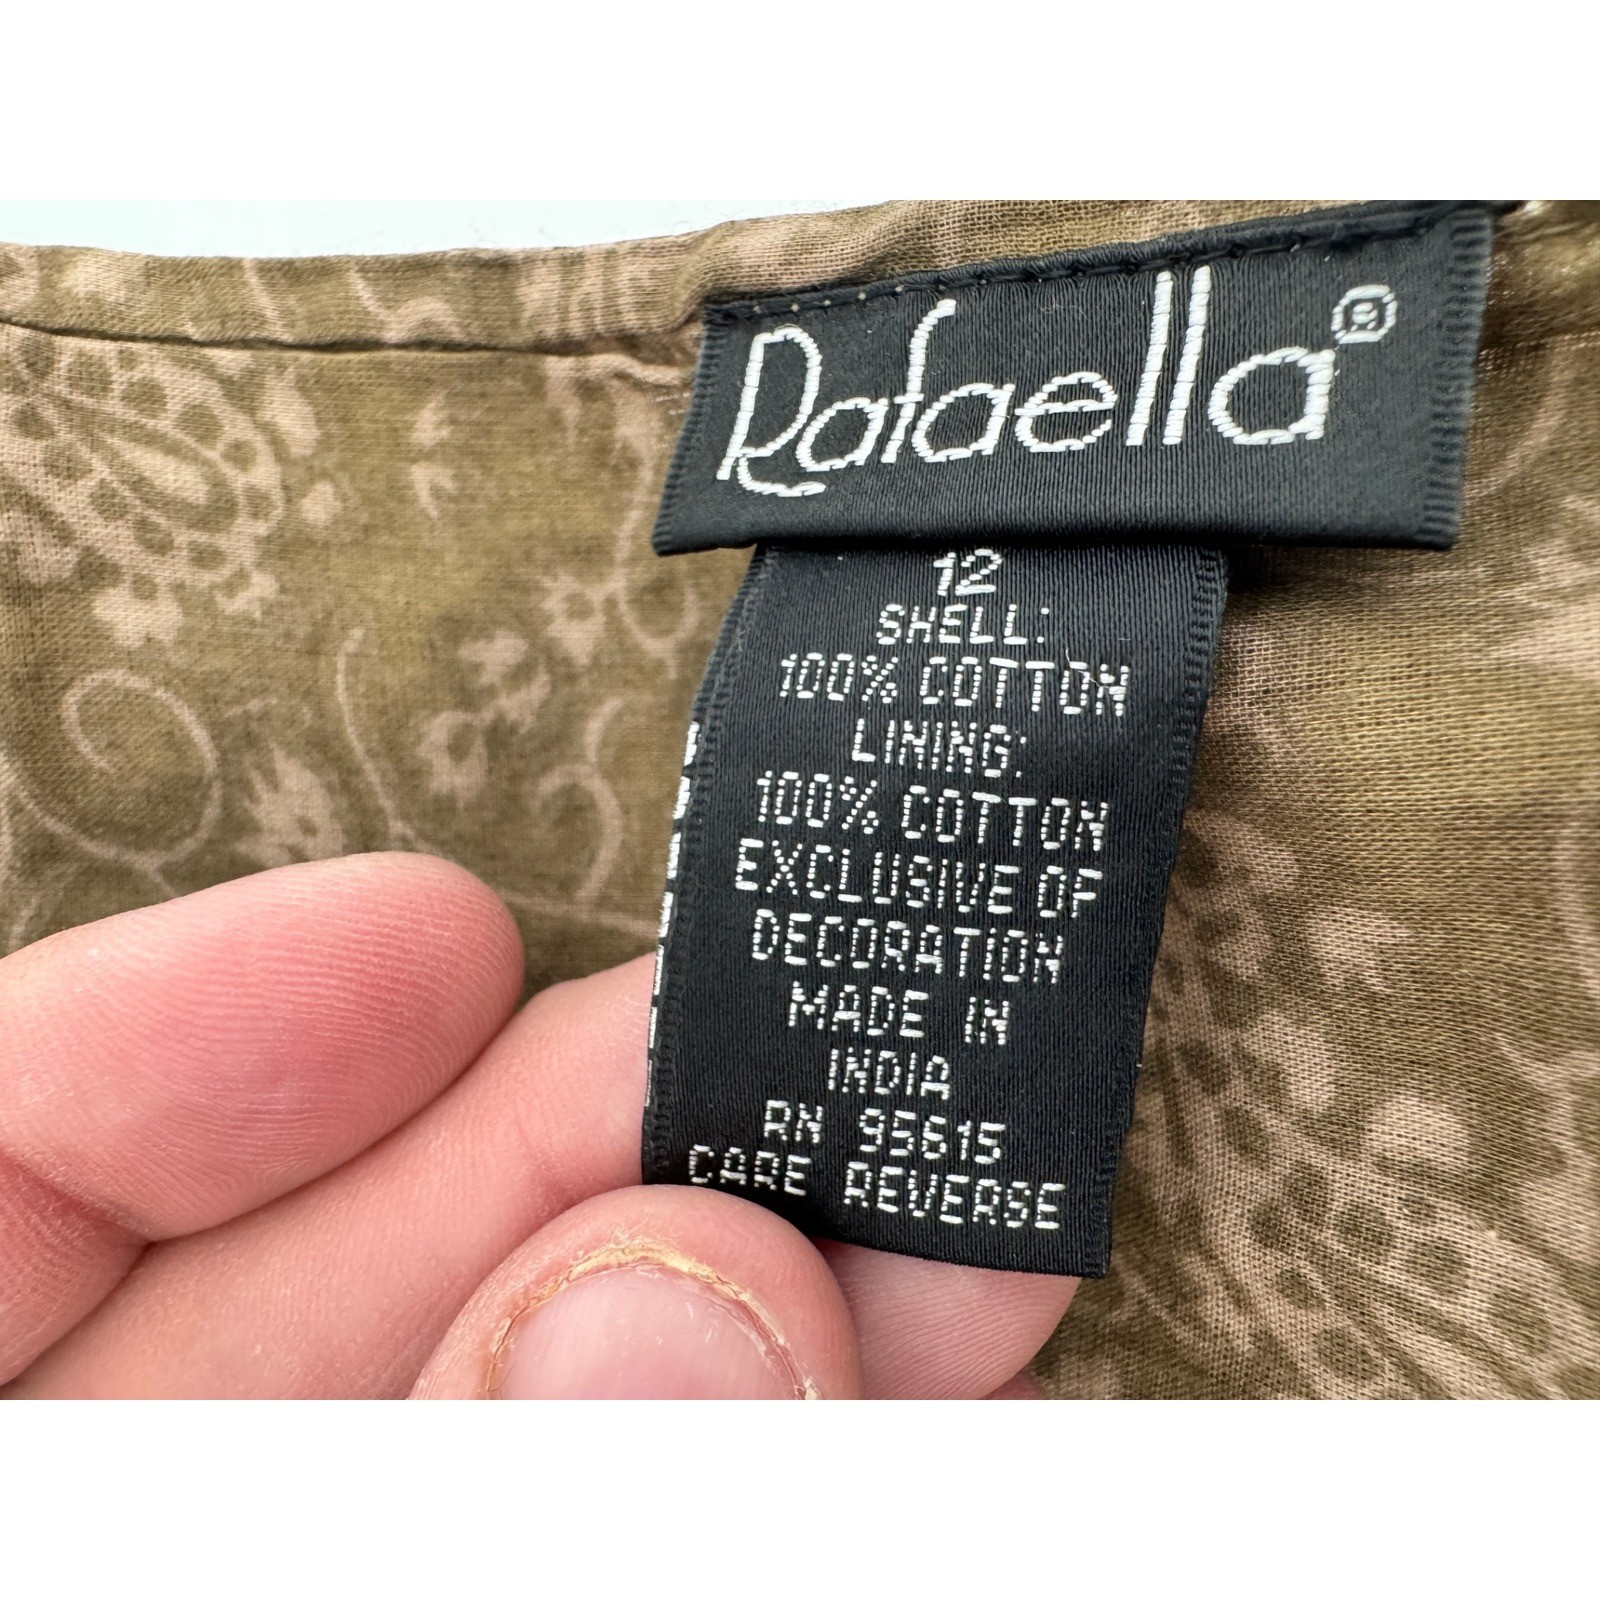 Rafaella®
12
SHELL:
100% COTTON
LINING:
100% COTTON
EXCLUSIVE OF
DECORATION
MADE IN
INDIA
RN 95615
CARE REVERSE